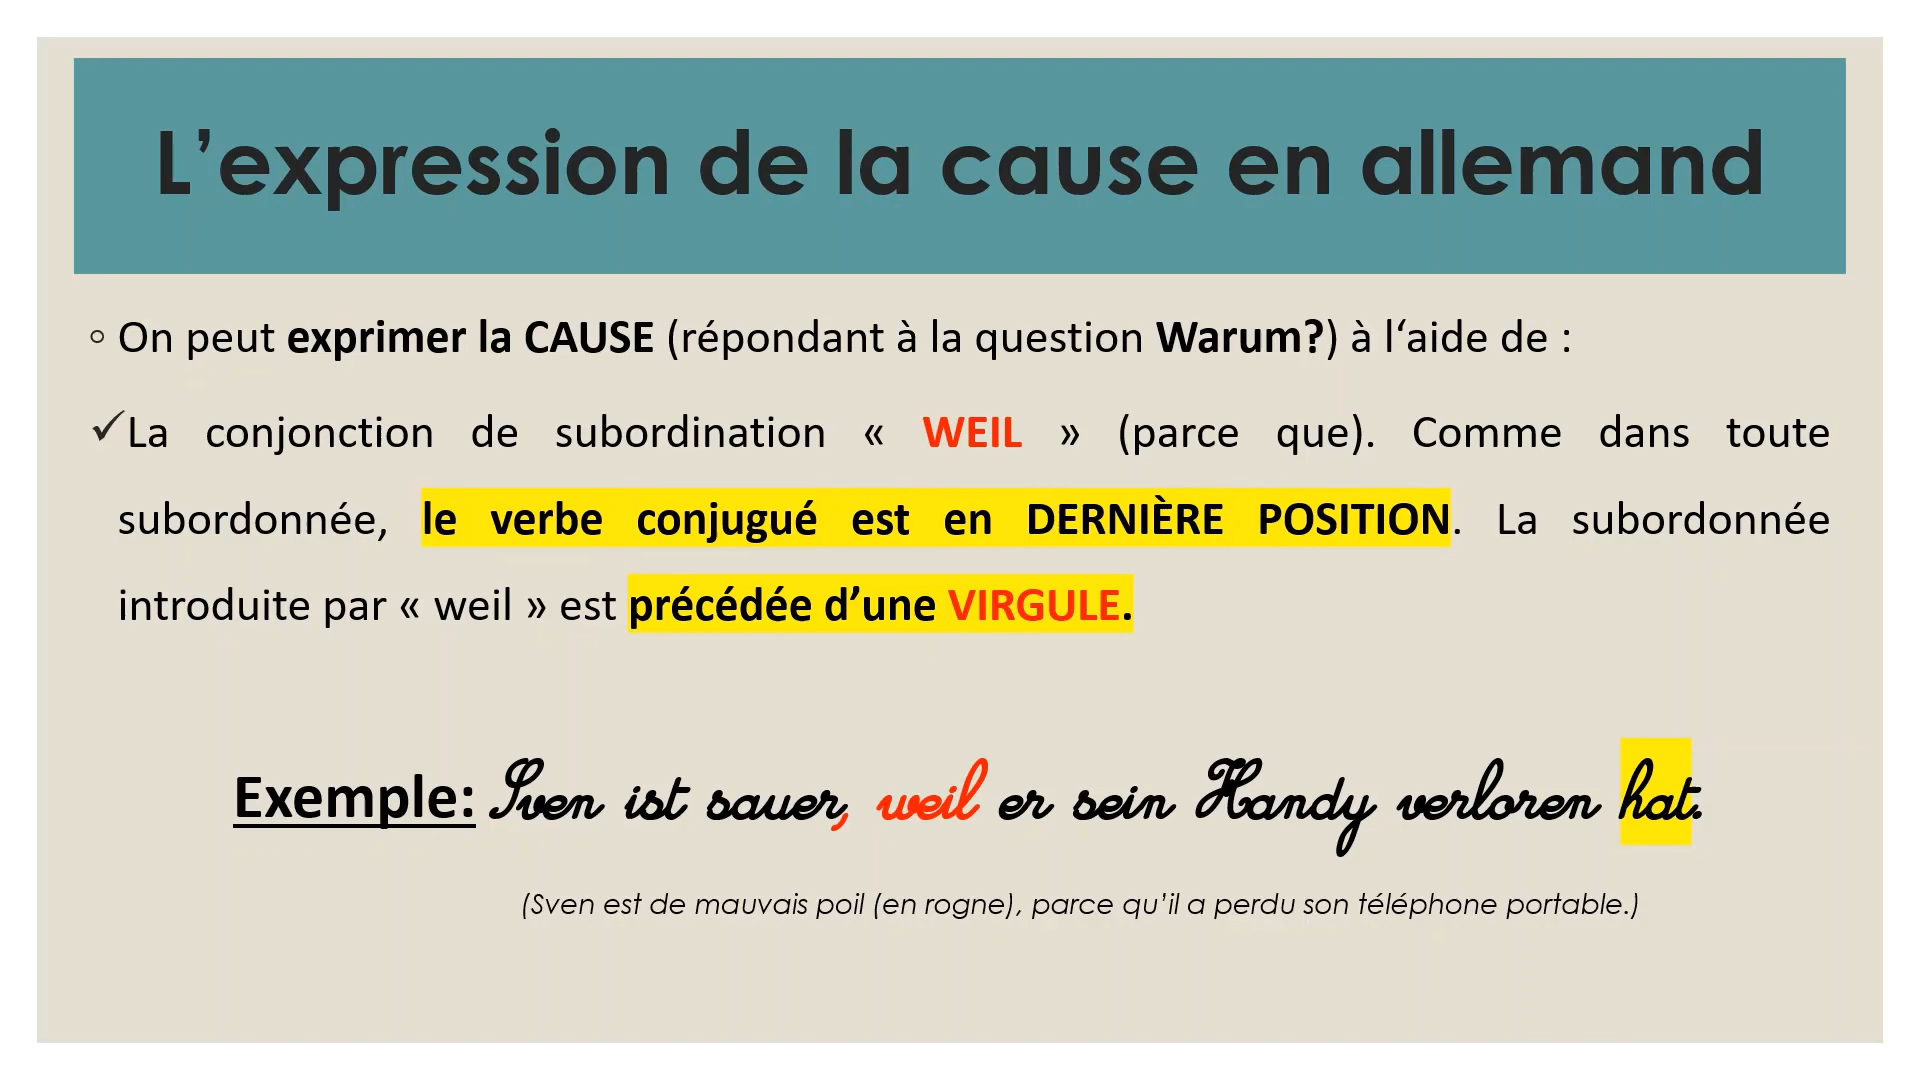 L’expression de la cause en allemand
◦ On peut exprimer la CAUSE (répondant à la question Warum?) à l‘aide de :
✓La conjonction de subordination « WEIL » (parce que). Comme dans toute
subordonnée, le verbe conjugué est en DERNIÈRE POSITION. La subordonnée
introduite par « weil » est précédée d’une VIRGULE.
Exemple: Sven ist sauer, weil er sein Handy verloren hat.
(Sven est de mauvais poil (en rogne), parce qu’il a perdu son téléphone portable.)